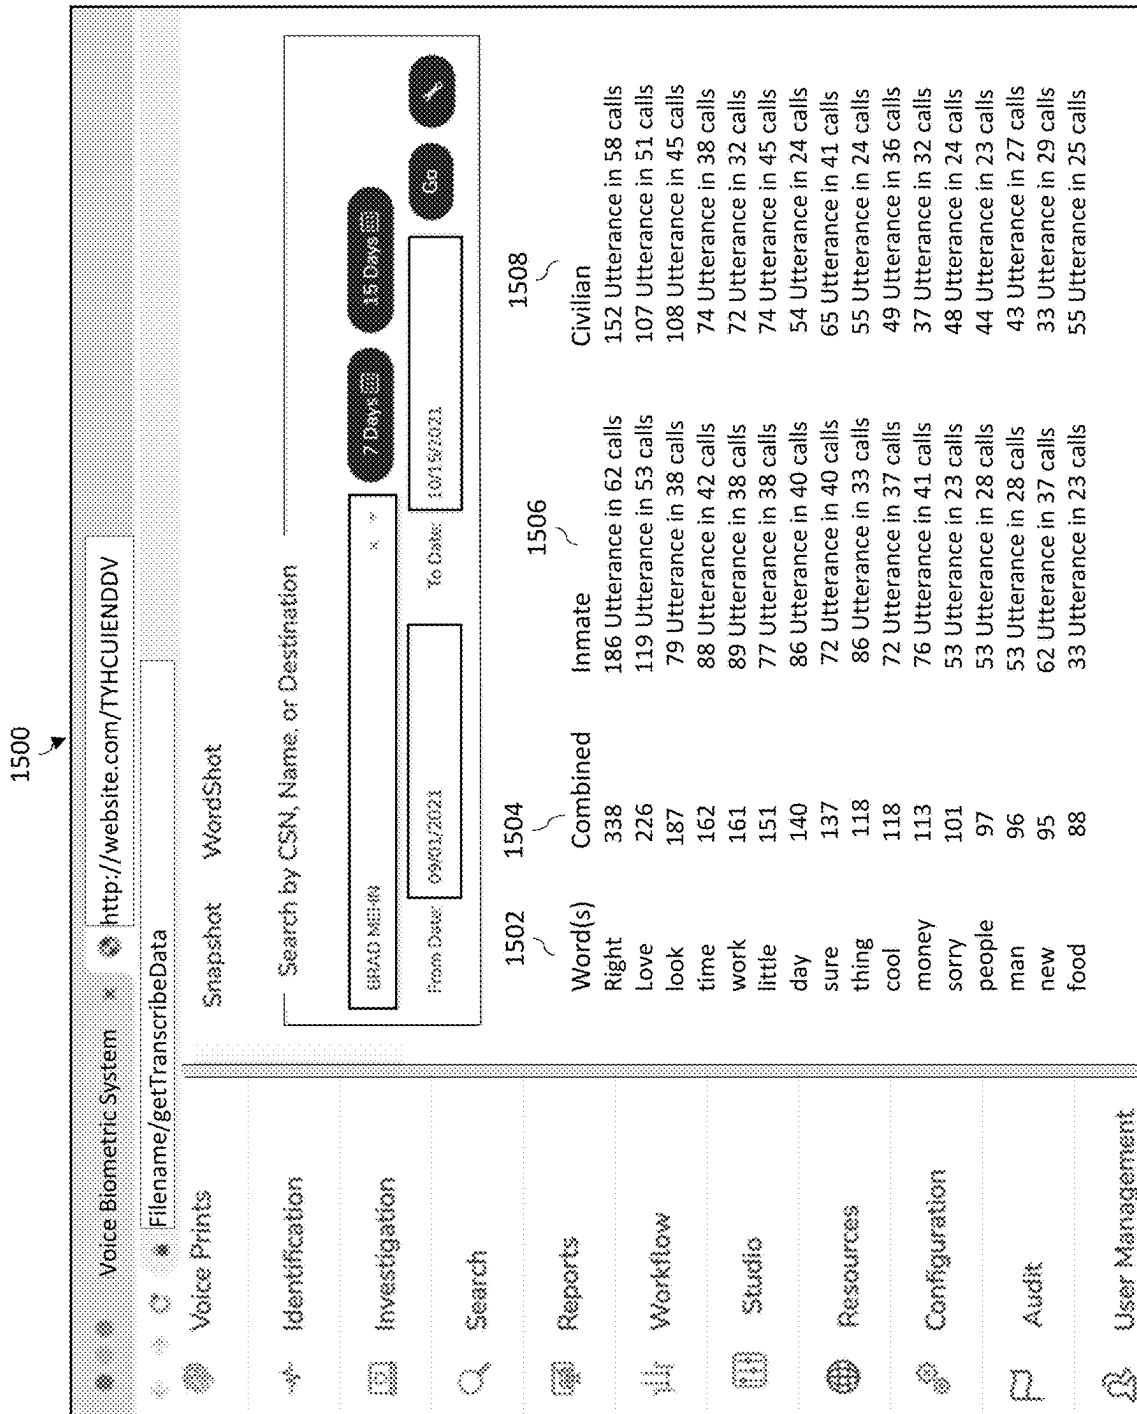 1500
Voice Biometric System × http://website.com/TYHCUIENDDV
Filename/getTranscribeData
Voice Prints
Identification
Investigation
Search
Reports
Workflow
Studio
Resources
Configuration
Audit
User Management
Snapshot WordShot
Search by CSN, Name, or Destination
BRAD MEHN × 7 Days 15 Days
From Date: 09/01/2021 To Date: 10/15/2021 Go
1502 1504 1506 1508
Word(s) Combined Inmate Civilian
Right 338 186 Utterance in 62 calls 152 Utterance in 58 calls
Love 226 119 Utterance in 53 calls 107 Utterance in 51 calls
look 187 79 Utterance in 38 calls 108 Utterance in 45 calls
time 162 88 Utterance in 42 calls 74 Utterance in 38 calls
work 161 89 Utterance in 38 calls 72 Utterance in 32 calls
little 151 77 Utterance in 38 calls 74 Utterance in 45 calls
day 140 86 Utterance in 40 calls 54 Utterance in 24 calls
sure 137 72 Utterance in 40 calls 65 Utterance in 41 calls
thing 118 86 Utterance in 33 calls 55 Utterance in 24 calls
cool 118 72 Utterance in 37 calls 49 Utterance in 36 calls
money 113 76 Utterance in 41 calls 37 Utterance in 32 calls
sorry 101 53 Utterance in 23 calls 48 Utterance in 24 calls
people 97 53 Utterance in 28 calls 44 Utterance in 23 calls
man 96 53 Utterance in 28 calls 43 Utterance in 27 calls
new 95 62 Utterance in 37 calls 33 Utterance in 29 calls
food 88 33 Utterance in 23 calls 55 Utterance in 25 calls